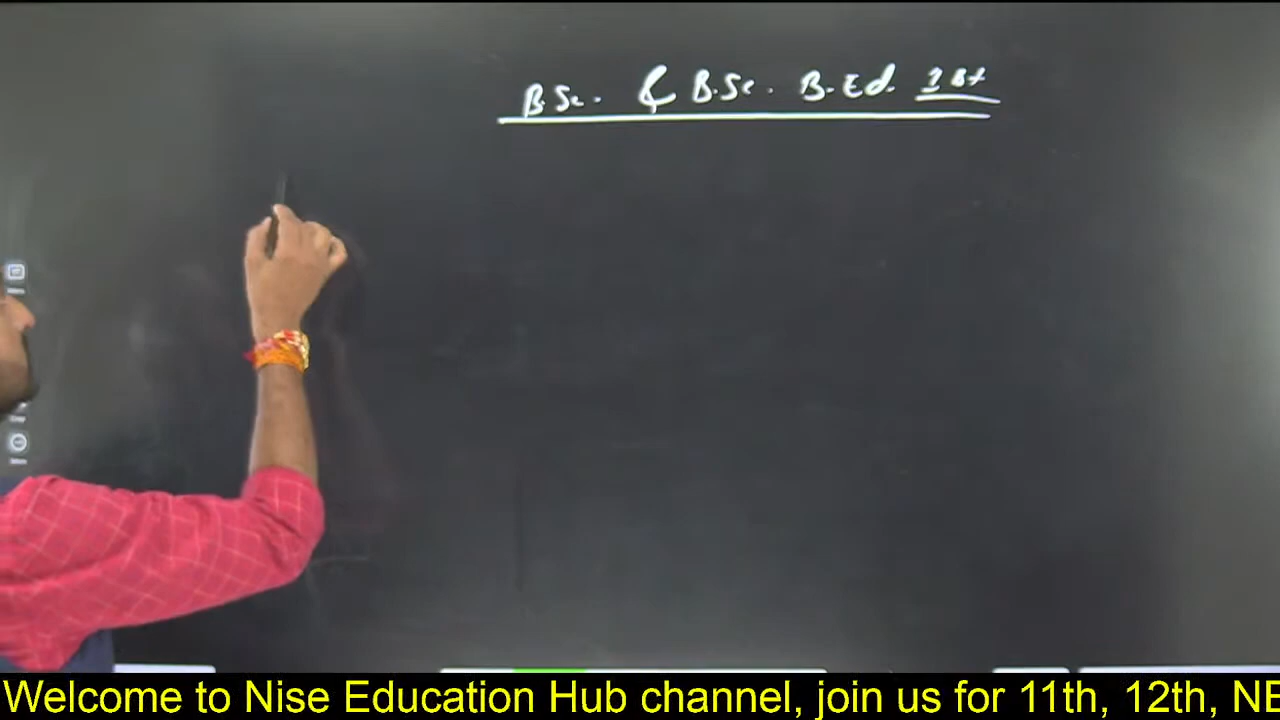 B.Sc. & B.Sc. B.Ed. 1st
Welcome to Nise Education Hub channel, join us for 11th, 12th, NE